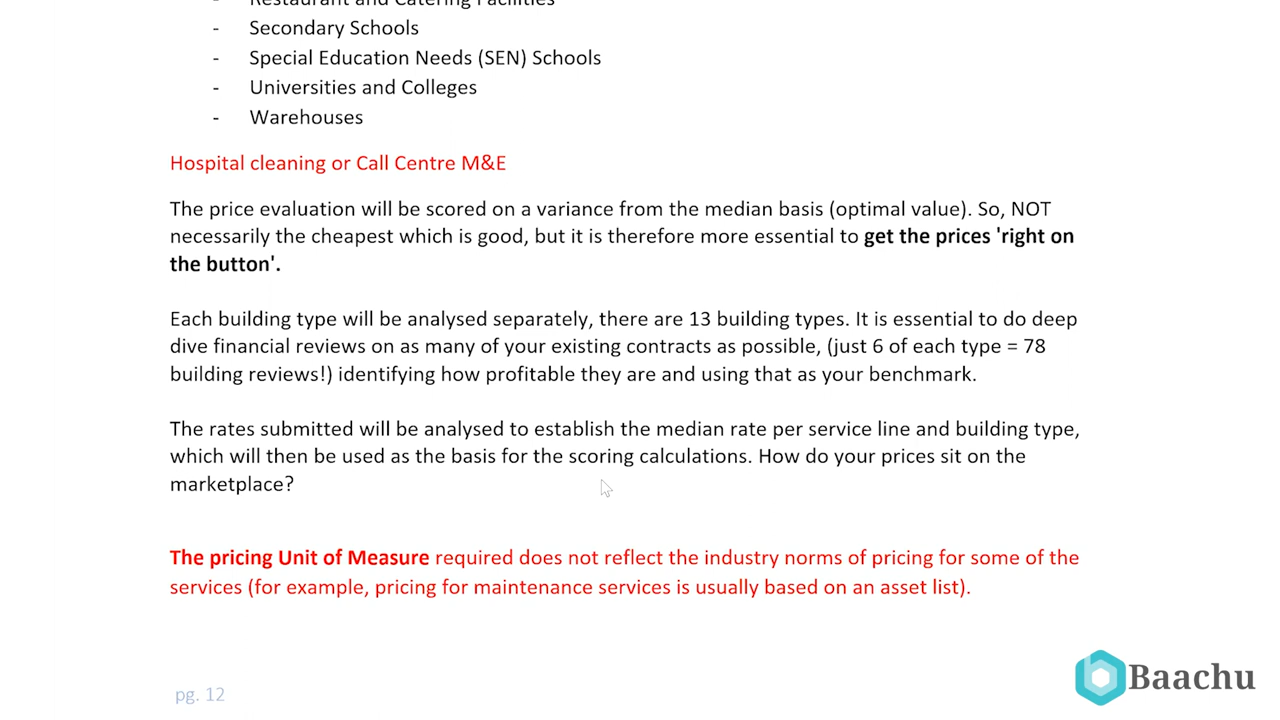 - Restaurant and Catering Facilities
- Secondary Schools
- Special Education Needs (SEN) Schools
- Universities and Colleges
- Warehouses
Hospital cleaning or Call Centre M&E
The price evaluation will be scored on a variance from the median basis (optimal value). So, NOT
necessarily the cheapest which is good, but it is therefore more essential to get the prices 'right on
the button'.
Each building type will be analysed separately, there are 13 building types. It is essential to do deep
dive financial reviews on as many of your existing contracts as possible, (just 6 of each type = 78
building reviews!) identifying how profitable they are and using that as your benchmark.
The rates submitted will be analysed to establish the median rate per service line and building type,
which will then be used as the basis for the scoring calculations. How do your prices sit on the
marketplace?
The pricing Unit of Measure required does not reflect the industry norms of pricing for some of the
services (for example, pricing for maintenance services is usually based on an asset list).
pg. 12
Baachu